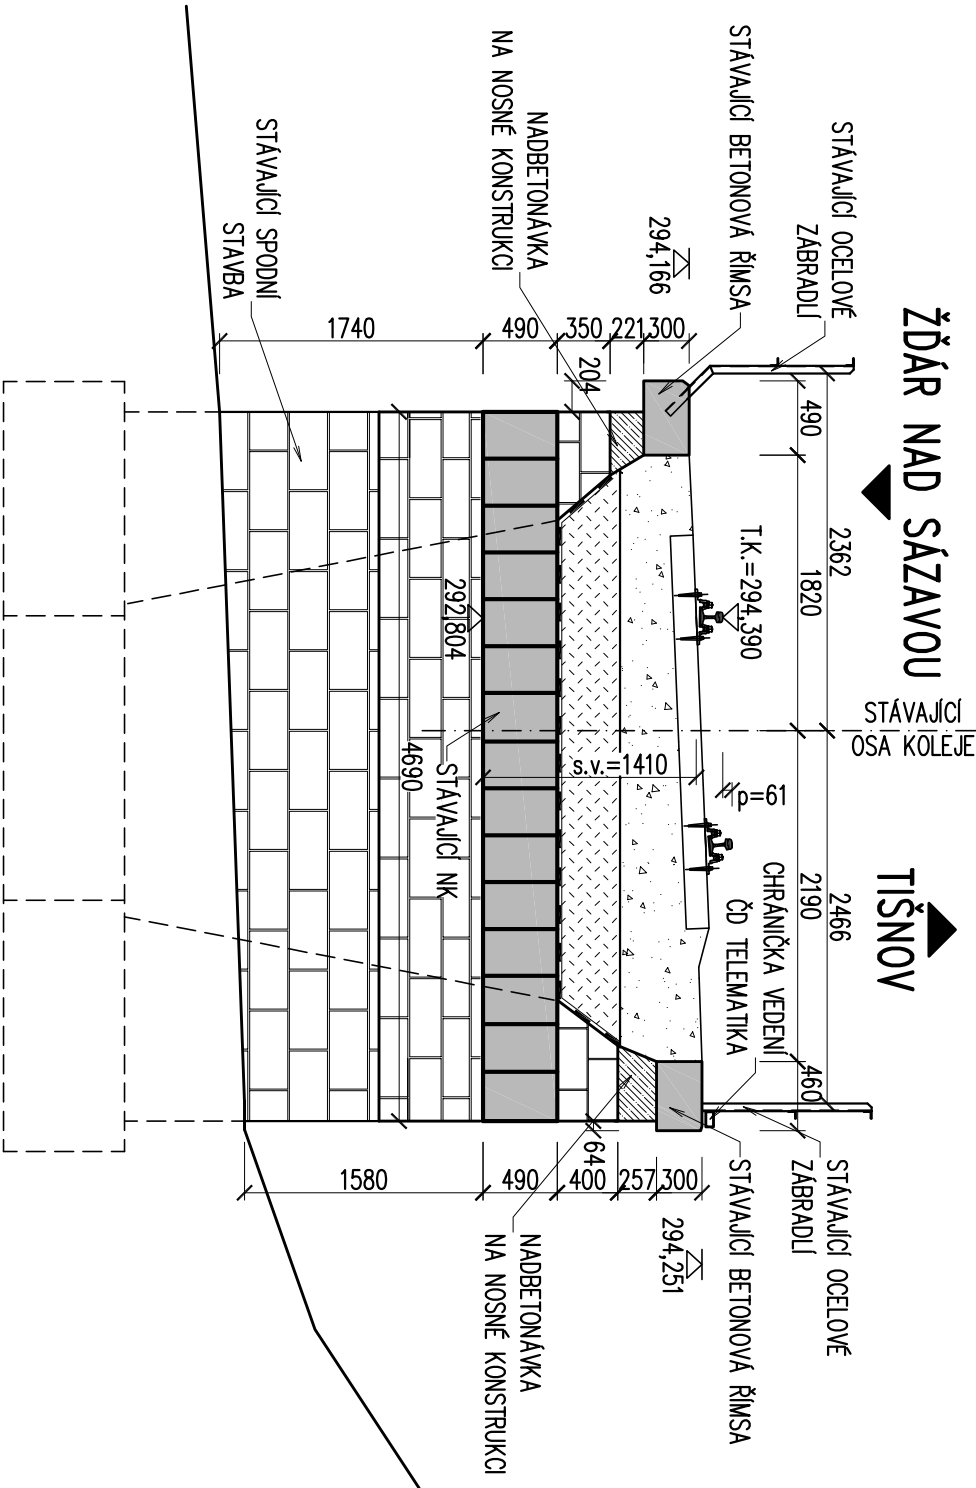 ŽĎÁR NAD SÁZAVOU
TIŠNOV
STÁVAJÍCÍ
OSA KOLEJE
STÁVAJÍCÍ OCELOVÉ
ZÁBRADLÍ
STÁVAJÍCÍ BETONOVÁ ŘÍMSA
294,166
NADBETONÁVKA
NA NOSNÉ KONSTRUKCI
STÁVAJÍCÍ SPODNÍ
STAVBA
2362
2466
490
1820
2190
460
T.K.=294,390
p=61
CHRÁNIČKA VEDENÍ
ČD TELEMATIKA
STÁVAJÍCÍ OCELOVÉ
ZÁBRADLÍ
STÁVAJÍCÍ BETONOVÁ ŘÍMSA
294,251
NADBETONÁVKA
NA NOSNÉ KONSTRUKCI
300
221
350
490
1740
204
s.v.=1410
292,804
STÁVAJÍCÍ NK
4690
300
257
400
490
1580
64